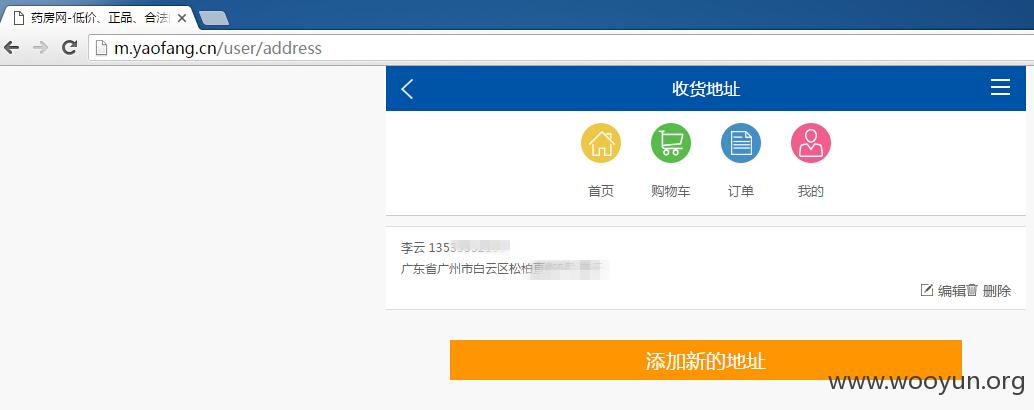 药房网-低价、正品、合法
m.yaofang.cn/user/address
收货地址
首页 购物车 订单 我的
李云 135
广东省广州市白云区松柏
编辑 删除
添加新的地址
www.wooyun.org